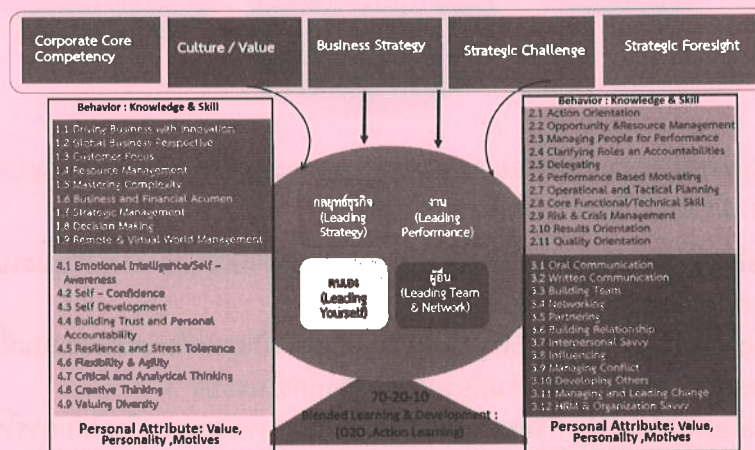 Corporate Core
Competency
Culture / Value
Business Strategy
Strategic Challenge
Strategic Foresight
Behavior : Knowledge & Skill
1.1 Driving Business with Innovation
1.2 Global Business Perspective
1.3 Customer Focus
1.4 Resource Management
1.5 Mastering Complexity
1.6 Business and Financial Acumen
1.7 Strategic Management
1.8 Decision Making
1.9 Remote & Virtual World Management
4.1 Emotional Intelligence/Self –
Awareness
4.2 Self – Confidence
4.3 Self Development
4.4 Building Trust and Personal
Accountability
4.5 Resilience and Stress Tolerance
4.6 Flexibility & Agility
4.7 Critical and Analytical Thinking
4.8 Creative Thinking
4.9 Valuing Diversity
Personal Attribute: Value,
Personality ,Motives
กลยุทธ์ธุรกิจ
(Leading
Strategy)
งาน
(Leading
Performance)
ตนเอง
(Leading
Yourself)
ผู้อื่น
(Leading Team
& Network)
70-20-10
Blended Learning & Development :
(O2O ,Action Learning)
Behavior : Knowledge & Skill
2.1 Action Orientation
2.2 Opportunity &Resource Management
2.3 Managing People for Performance
2.4 Clarifying Roles an Accountabilities
2.5 Delegating
2.6 Performance Based Motivating
2.7 Operational and Tactical Planning
2.8 Core Functional/Technical Skill
2.9 Risk & Crisis Management
2.10 Results Orientation
2.11 Quality Orientation
3.1 Oral Communication
3.2 Written Communication
3.3 Building Team
3.4 Networking
3.5 Partnering
3.6 Building Relationship
3.7 Interpersonal Savvy
3.8 Influencing
3.9 Managing Conflict
3.10 Developing Others
3.11 Managing and Leading Change
3.12 HRM & Organization Savvy
Personal Attribute: Value,
Personality ,Motives